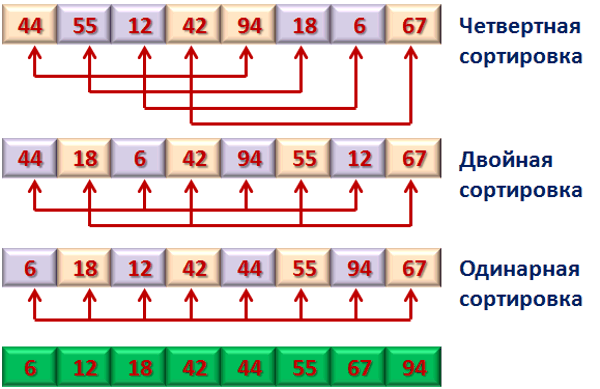 44 55 12 42 94 18 6 67 Четвертная
сортировка
44 18 6 42 94 55 12 67 Двойная
сортировка
6 18 12 42 44 55 94 67 Одинарная
сортировка
6 12 18 42 44 55 67 94